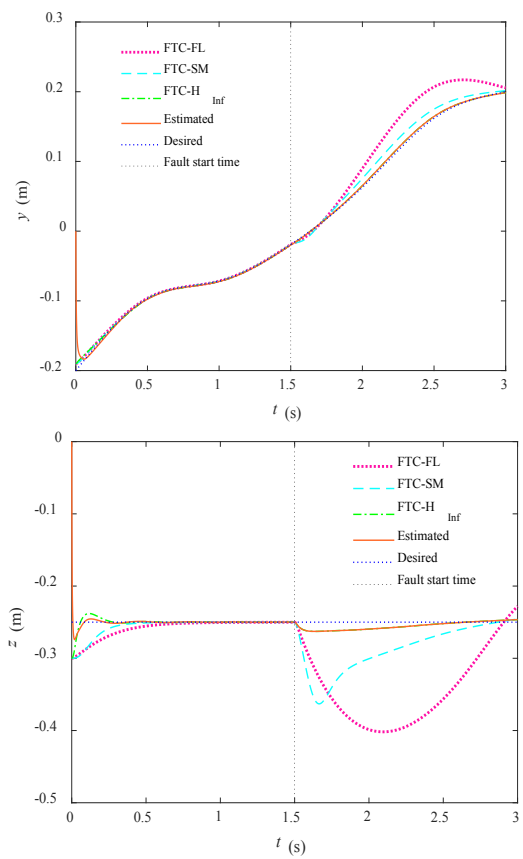 0.3
FTC-FL
FTC-SM
FTC-H Inf
Estimated
Desired
Fault start time
0.2
0.1
0
-0.1
-0.2
y (m)
0 0.5 1 1.5 2 2.5 3
t (s)
0
-0.1
-0.2
-0.3
-0.4
-0.5
z (m)
FTC-FL
FTC-SM
FTC-H Inf
Estimated
Desired
Fault start time
0 0.5 1 1.5 2 2.5 3
t (s)